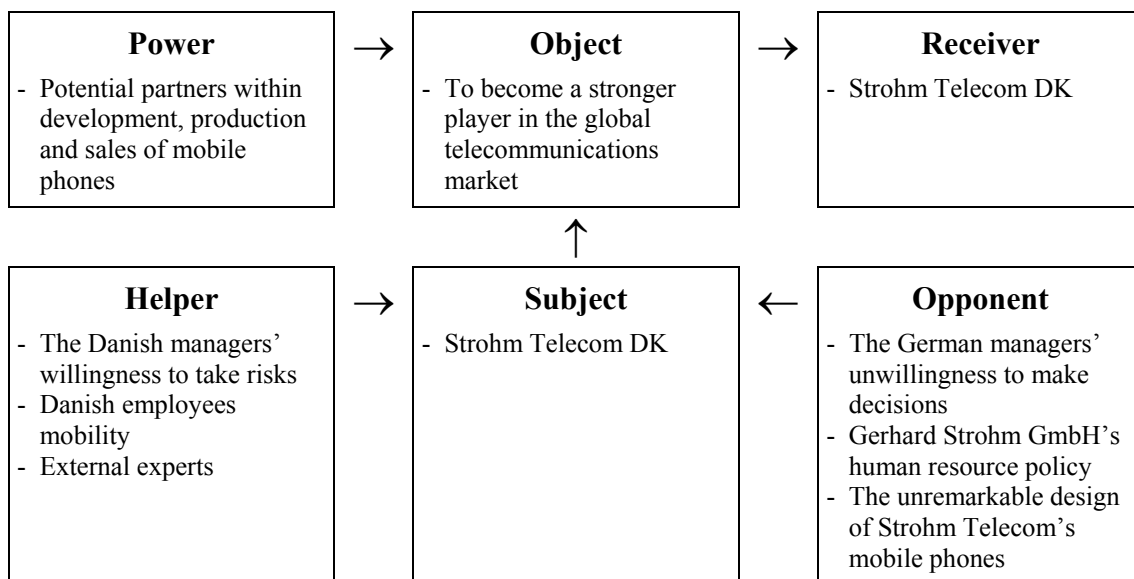 Power
- Potential partners within
development, production
and sales of mobile
phones
→
Object
- To become a stronger
player in the global
telecommunications
market
→
Receiver
- Strohm Telecom DK
↑
Helper
- The Danish managers’
willingness to take risks
- Danish employees
mobility
- External experts
→
Subject
- Strohm Telecom DK
←
Opponent
- The German managers’
unwillingness to make
decisions
- Gerhard Strohm GmbH’s
human resource policy
- The unremarkable design
of Strohm Telecom’s
mobile phones